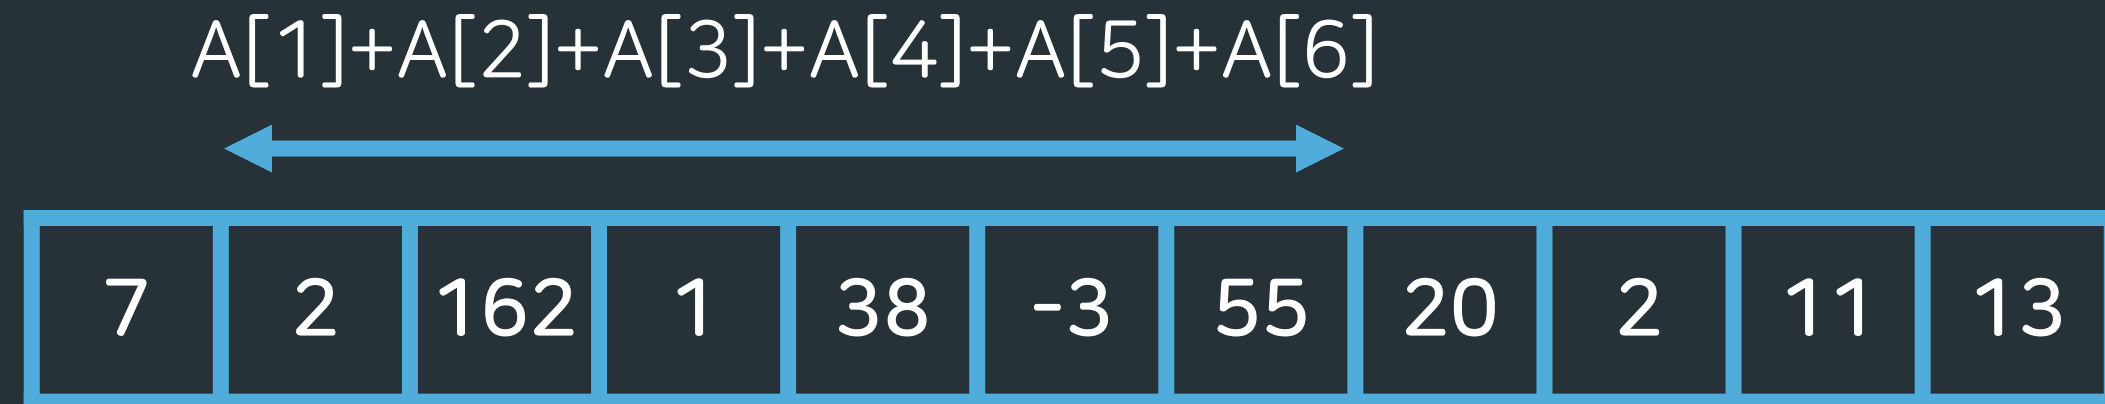 A[1]+A[2]+A[3]+A[4]+A[5]+A[6]
7 2 162 1 38 -3 55 20 2 11 13